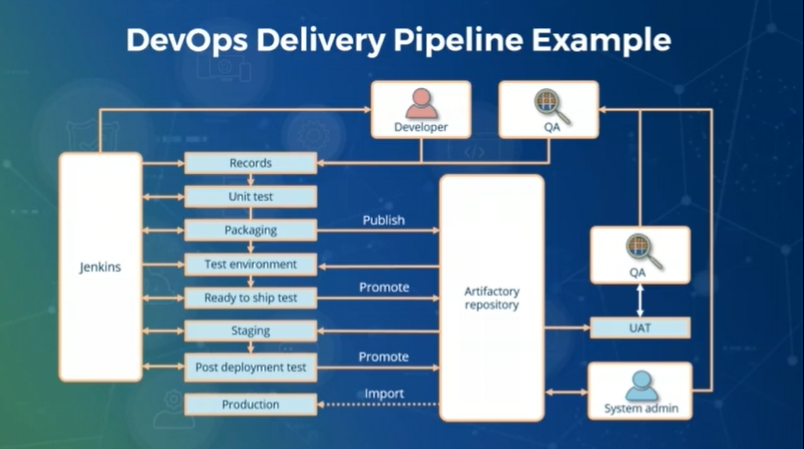 DevOps Delivery Pipeline Example
Developer
QA
Records
Unit test
Publish
Packaging
Jenkins
Test environment
QA
Promote
Ready to ship test
Artifactory
repository
Staging
UAT
Promote
Post deployment test
Import
Production
System admin